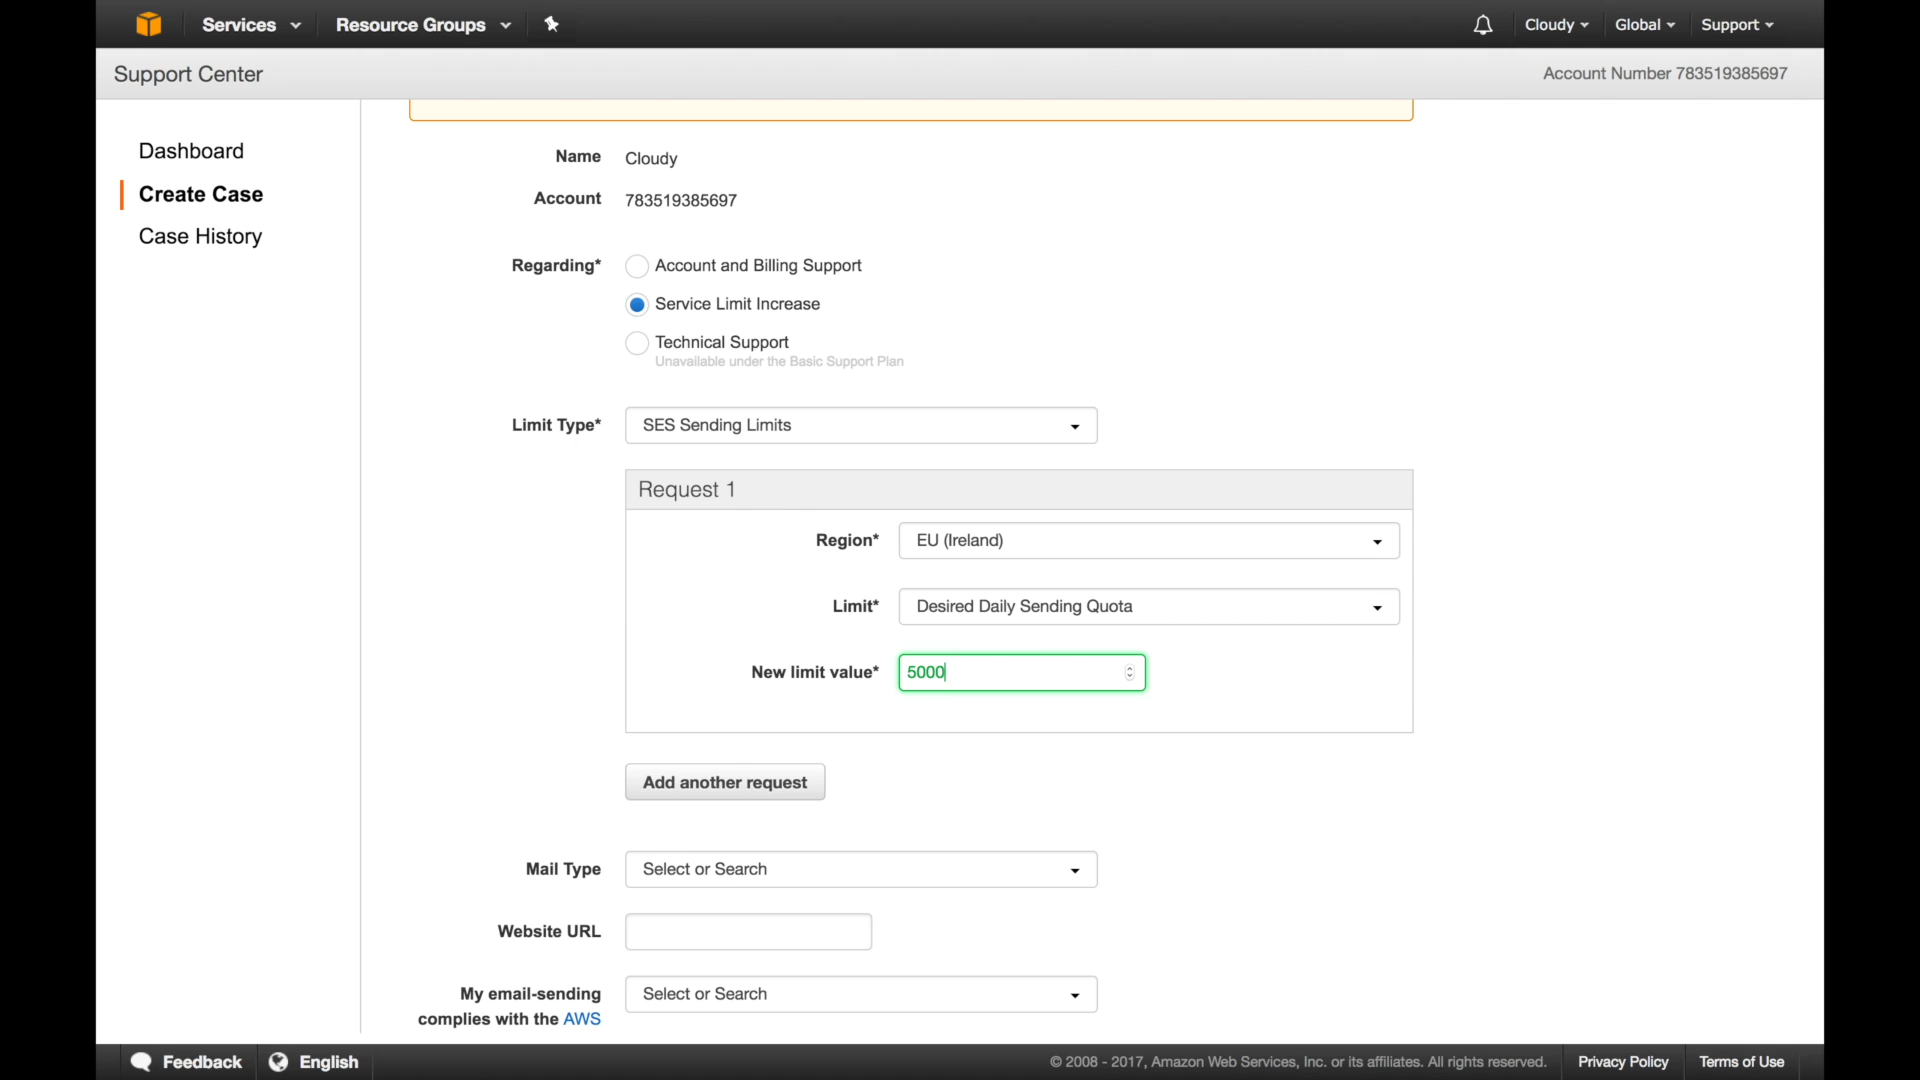 Services
Resource Groups
Cloudy
Global
Support
Support Center
Account Number 783519385697
Dashboard
Create Case
Case History
Name
Cloudy
Account
783519385697
Regarding*
Account and Billing Support
Service Limit Increase
Technical Support
Unavailable under the Basic Support Plan
Limit Type*
SES Sending Limits
Request 1
Region*
EU (Ireland)
Limit*
Desired Daily Sending Quota
New limit value*
5000
Add another request
Mail Type
Select or Search
Website URL
My email-sending
complies with the AWS
Select or Search
Feedback
English
© 2008 - 2017, Amazon Web Services, Inc. or its affiliates. All rights reserved.
Privacy Policy
Terms of Use